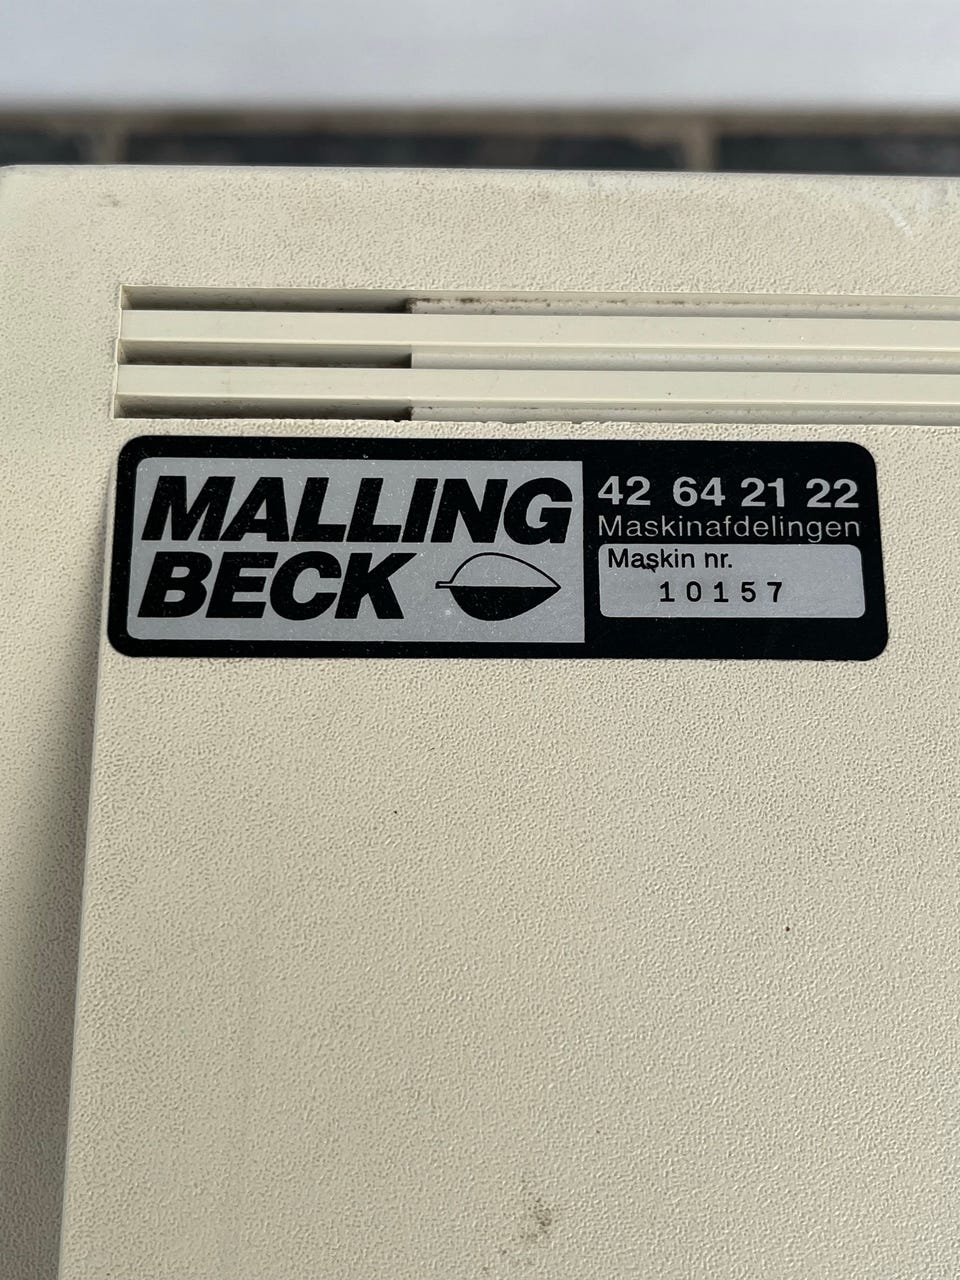 MALLING
BECK
42 64 21 22
Maskinafdelingen
Maskin nr.
10157